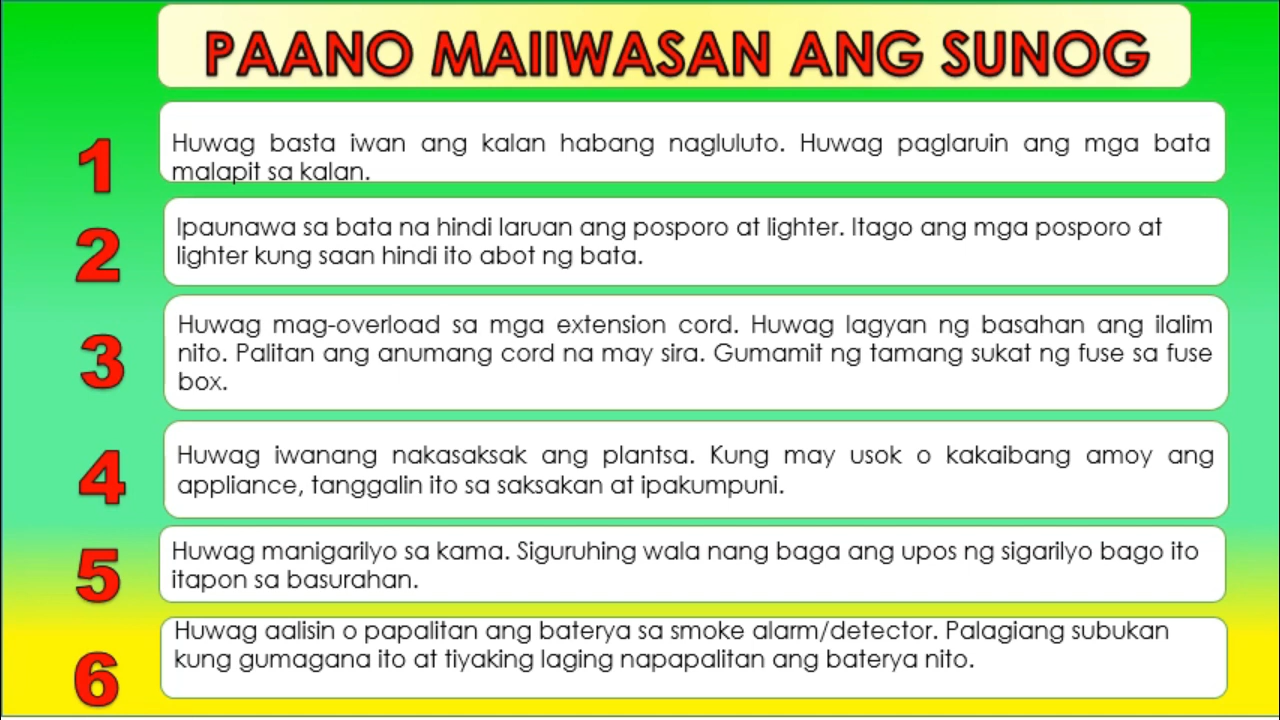 PAANO MAIIWASAN ANG SUNOG
1
Huwag basta iwan ang kalan habang nagluluto. Huwag paglaruin ang mga bata
malapit sa kalan.
2
Ipaunawa sa bata na hindi laruan ang posporo at lighter. Itago ang mga posporo at
lighter kung saan hindi ito abot ng bata.
3
Huwag mag-overload sa mga extension cord. Huwag lagyan ng basahan ang ilalim
nito. Palitan ang anumang cord na may sira. Gumamit ng tamang sukat ng fuse sa fuse
box.
4
Huwag iwanang nakasaksak ang plantsa. Kung may usok o kakaibang amoy ang
appliance, tanggalin ito sa saksakan at ipakumpuni.
5
Huwag manigarilyo sa kama. Siguruhing wala nang baga ang upos ng sigarilyo bago ito
itapon sa basurahan.
6
Huwag aalisin o papalitan ang baterya sa smoke alarm/detector. Palagiang subukan
kung gumagana ito at tiyaking laging napapalitan ang baterya nito.